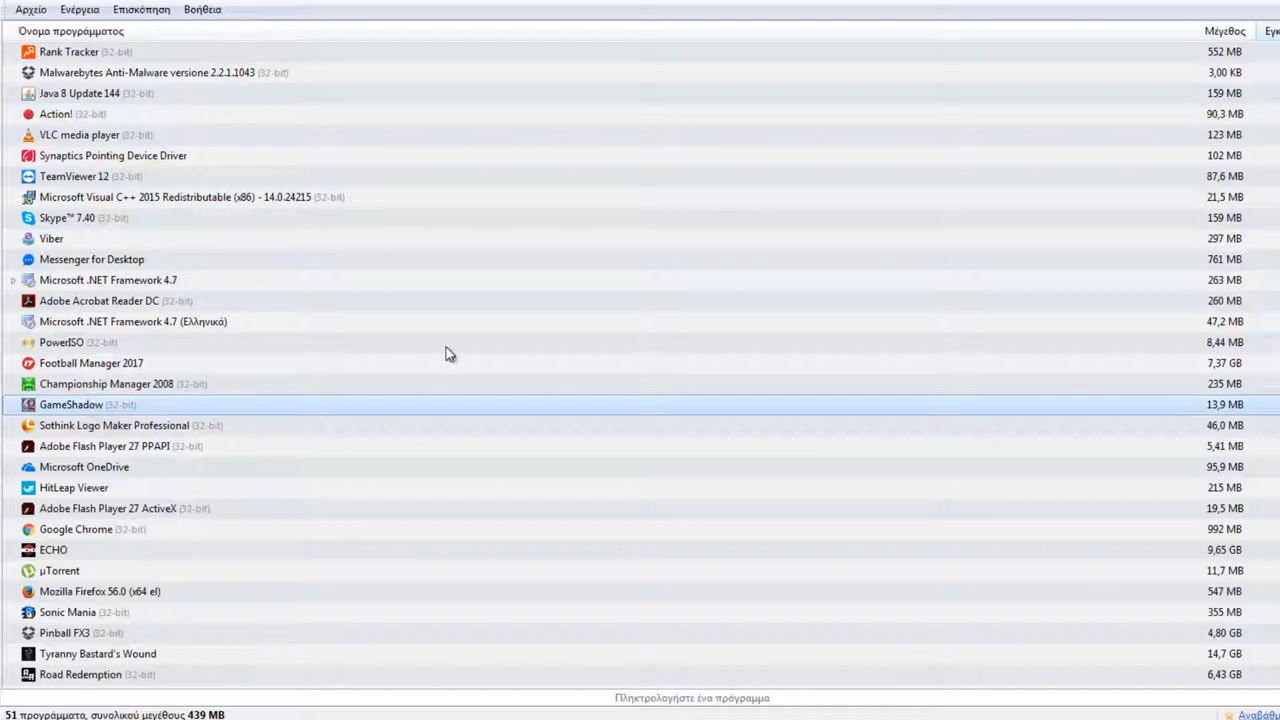 Αρχείο Ενέργεια Επισκόπηση Βοήθεια
Όνομα προγράμματος Μέγεθος
Rank Tracker (32-bit) 552 MB
Malwarebytes Anti-Malware versione 2.2.1.1043 (32-bit) 3,00 KB
Java 8 Update 144 (32-bit) 159 MB
Action! (32-bit) 90,3 MB
VLC media player (32-bit) 123 MB
Synaptics Pointing Device Driver 102 MB
TeamViewer 12 (32-bit) 87,6 MB
Microsoft Visual C++ 2015 Redistributable (x86) - 14.0.24215 (32-bit) 21,5 MB
Skype™ 7.40 (32-bit) 159 MB
Viber 297 MB
Messenger for Desktop 761 MB
Microsoft .NET Framework 4.7 263 MB
Adobe Acrobat Reader DC (32-bit) 260 MB
Microsoft .NET Framework 4.7 (Ελληνικά) 47,2 MB
PowerISO (32-bit) 8,44 MB
Football Manager 2017 7,37 GB
Championship Manager 2008 (32-bit) 235 MB
GameShadow (32-bit) 13,9 MB
Sothink Logo Maker Professional (32-bit) 46,0 MB
Adobe Flash Player 27 PPAPI (32-bit) 5,41 MB
Microsoft OneDrive 95,9 MB
HitLeap Viewer 215 MB
Adobe Flash Player 27 ActiveX (32-bit) 19,5 MB
Google Chrome (32-bit) 992 MB
ECHO 9,65 GB
µTorrent 11,7 MB
Mozilla Firefox 56.0 (x64 el) 547 MB
Sonic Mania (32-bit) 355 MB
Pinball FX3 (32-bit) 4,80 GB
Tyranny Bastard's Wound 14,7 GB
Road Redemption (32-bit) 6,43 GB
Πληκτρολογήστε ένα πρόγραμμα
51 προγράμματα, συνολικού μεγέθους 439 MB